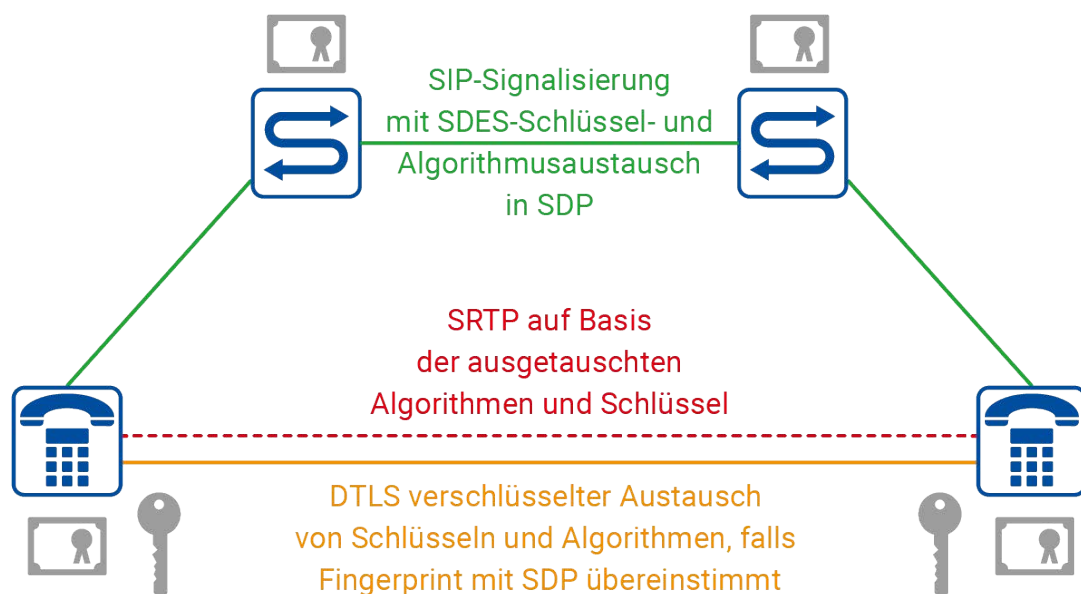 SIP-Signalisierung
mit SDES-Schlüssel- und
Algorithmusaustausch
in SDP
SRTP auf Basis
der ausgetauschten
Algorithmen und Schlüssel
DTLS verschlüsselter Austausch
von Schlüsseln und Algorithmen, falls
Fingerprint mit SDP übereinstimmt